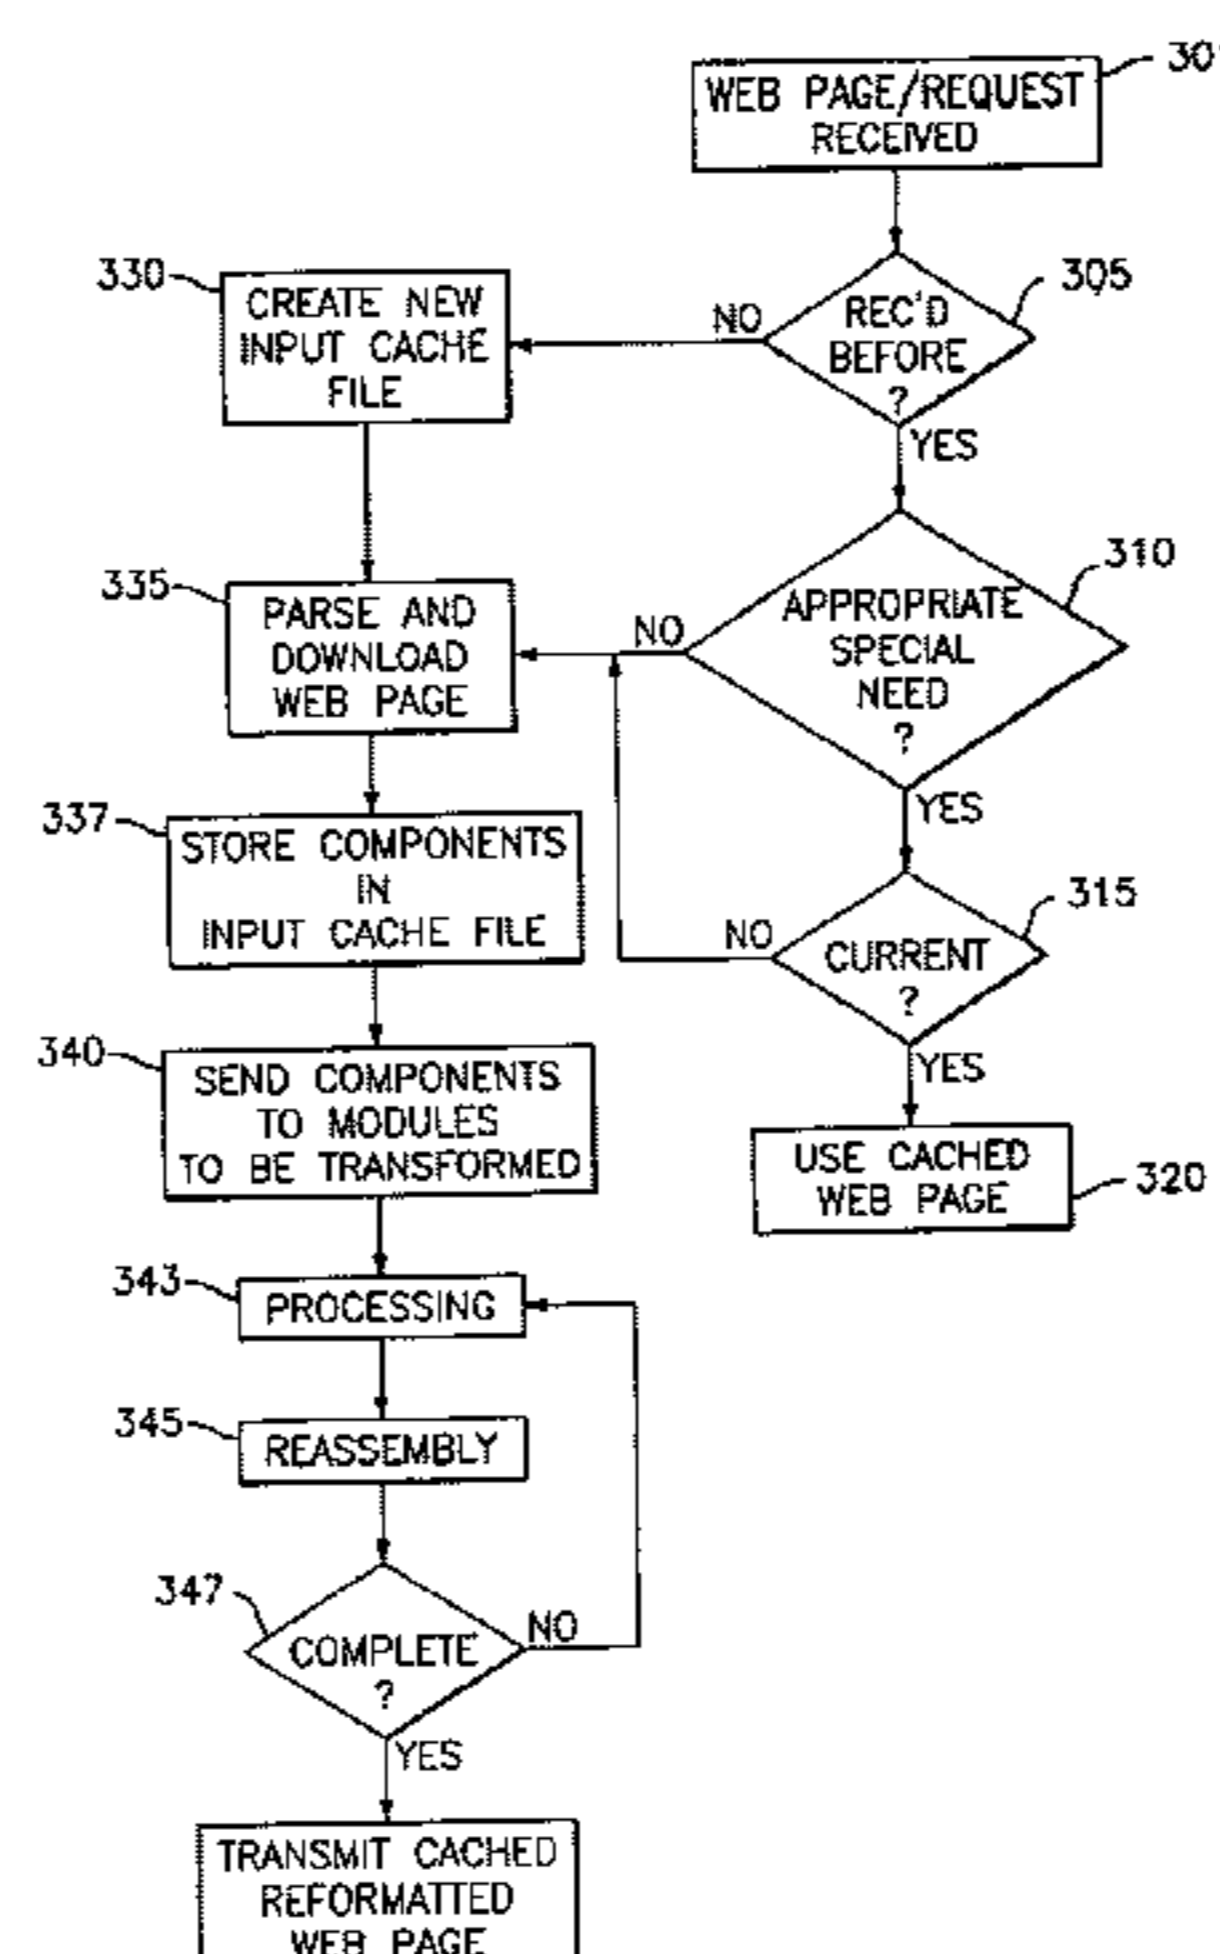 30
WEB PAGE/REQUEST
RECEIVED
305
REC'D
BEFORE
?
NO
YES
330
CREATE NEW
INPUT CACHE
FILE
310
APPROPRIATE
SPECIAL
NEED
?
NO
YES
335
PARSE AND
DOWNLOAD
WEB PAGE
315
CURRENT
?
NO
YES
320
USE CACHED
WEB PAGE
337
STORE COMPONENTS
IN
INPUT CACHE FILE
340
SEND COMPONENTS
TO MODULES
TO BE TRANSFORMED
343
PROCESSING
345
REASSEMBLY
347
COMPLETE
?
NO
YES
TRANSMIT CACHED
REFORMATTED
WEB PAGE